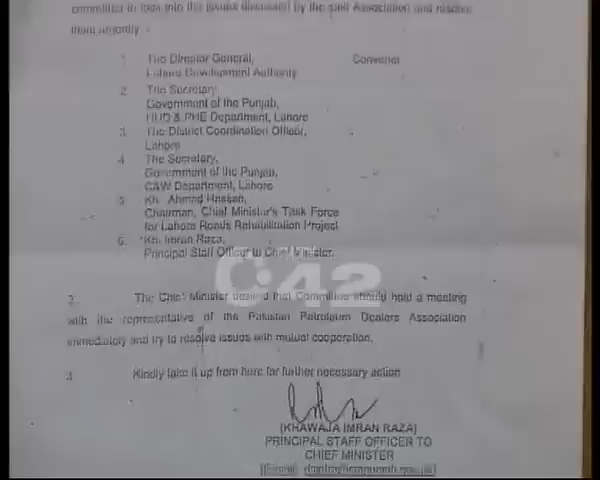 committee to look into the issues discussed by the said Association and resolve
them urgently.
1. The Director General, Convener
Lahore Development Authority
2. The Secretary,
Government of the Punjab,
HUD & PHE Department, Lahore
3. The District Coordination Officer,
Lahore
4. The Secretary,
Government of the Punjab,
C&W Department, Lahore
5. Kh. Ahmad Hassan,
Chairman, Chief Minister's Task Force
for Lahore Roads Rehabilitation Project
6. Kh. Imran Raza,
Principal Staff Officer to Chief Minister.
42
2. The Chief Minister desired that Committee should hold a meeting
with the representative of the Pakistan Petroleum Dealers Association
immediately and try to resolve issues with mutual cooperation.
3. Kindly take it up from here for further necessary action
(KHAWAJA IMRAN RAZA)
PRINCIPAL STAFF OFFICER TO
CHIEF MINISTER